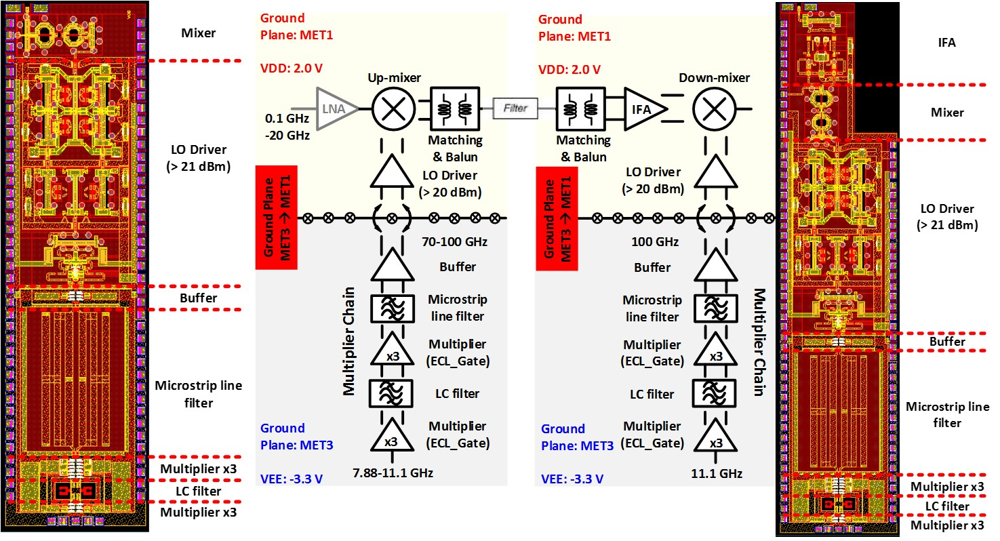 VDD
Mixer
LO Driver
(> 21 dBm)
Buffer
Microstrip line
filter
Multiplier x3
LC filter
Multiplier x3
Ground
Plane: MET1
VDD: 2.0 V
Up-mixer
LNA
0.1 GHz
-20 GHz
Matching
& Balun
LO Driver
(> 20 dBm)
Ground Plane
MET3 → MET1
70-100 GHz
Buffer
Microstrip
line filter
Multiplier
(ECL_Gate)
x3
LC filter
Multiplier
(ECL_Gate)
x3
Multiplier Chain
Ground
Plane: MET3
VEE: -3.3 V
7.88-11.1 GHz
Filter
Ground
Plane: MET1
VDD: 2.0 V
Down-mixer
IFA
Matching
& Balun
LO Driver
(> 20 dBm)
Ground Plane
MET3 → MET1
100 GHz
Buffer
Microstrip
line filter
Multiplier
(ECL_Gate)
x3
LC filter
Multiplier
(ECL_Gate)
x3
Multiplier Chain
Ground
Plane: MET3
VEE: -3.3 V
11.1 GHz
IFA
Mixer
LO Driver
(> 21 dBm)
Buffer
Microstrip line
filter
Multiplier x3
LC filter
Multiplier x3